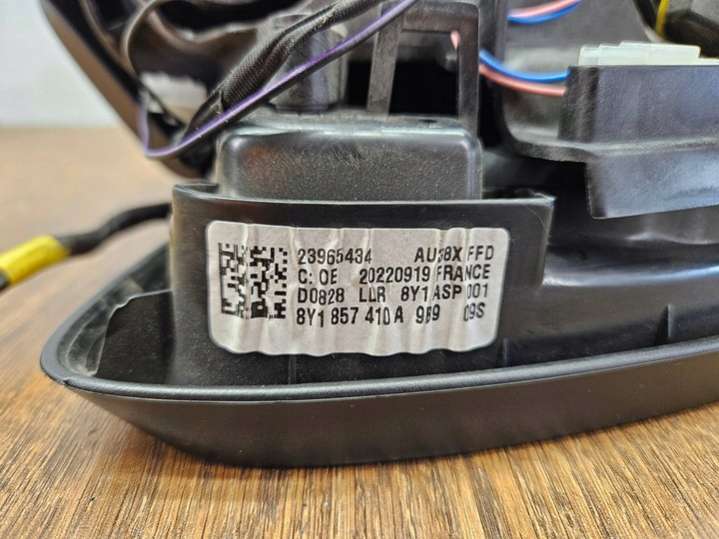 23965434 AU38X FFD
C: OE 20220919 FRANCE
D0828 LLR 8Y1 ASP 001
8Y1 857 410 A 9B9 09S